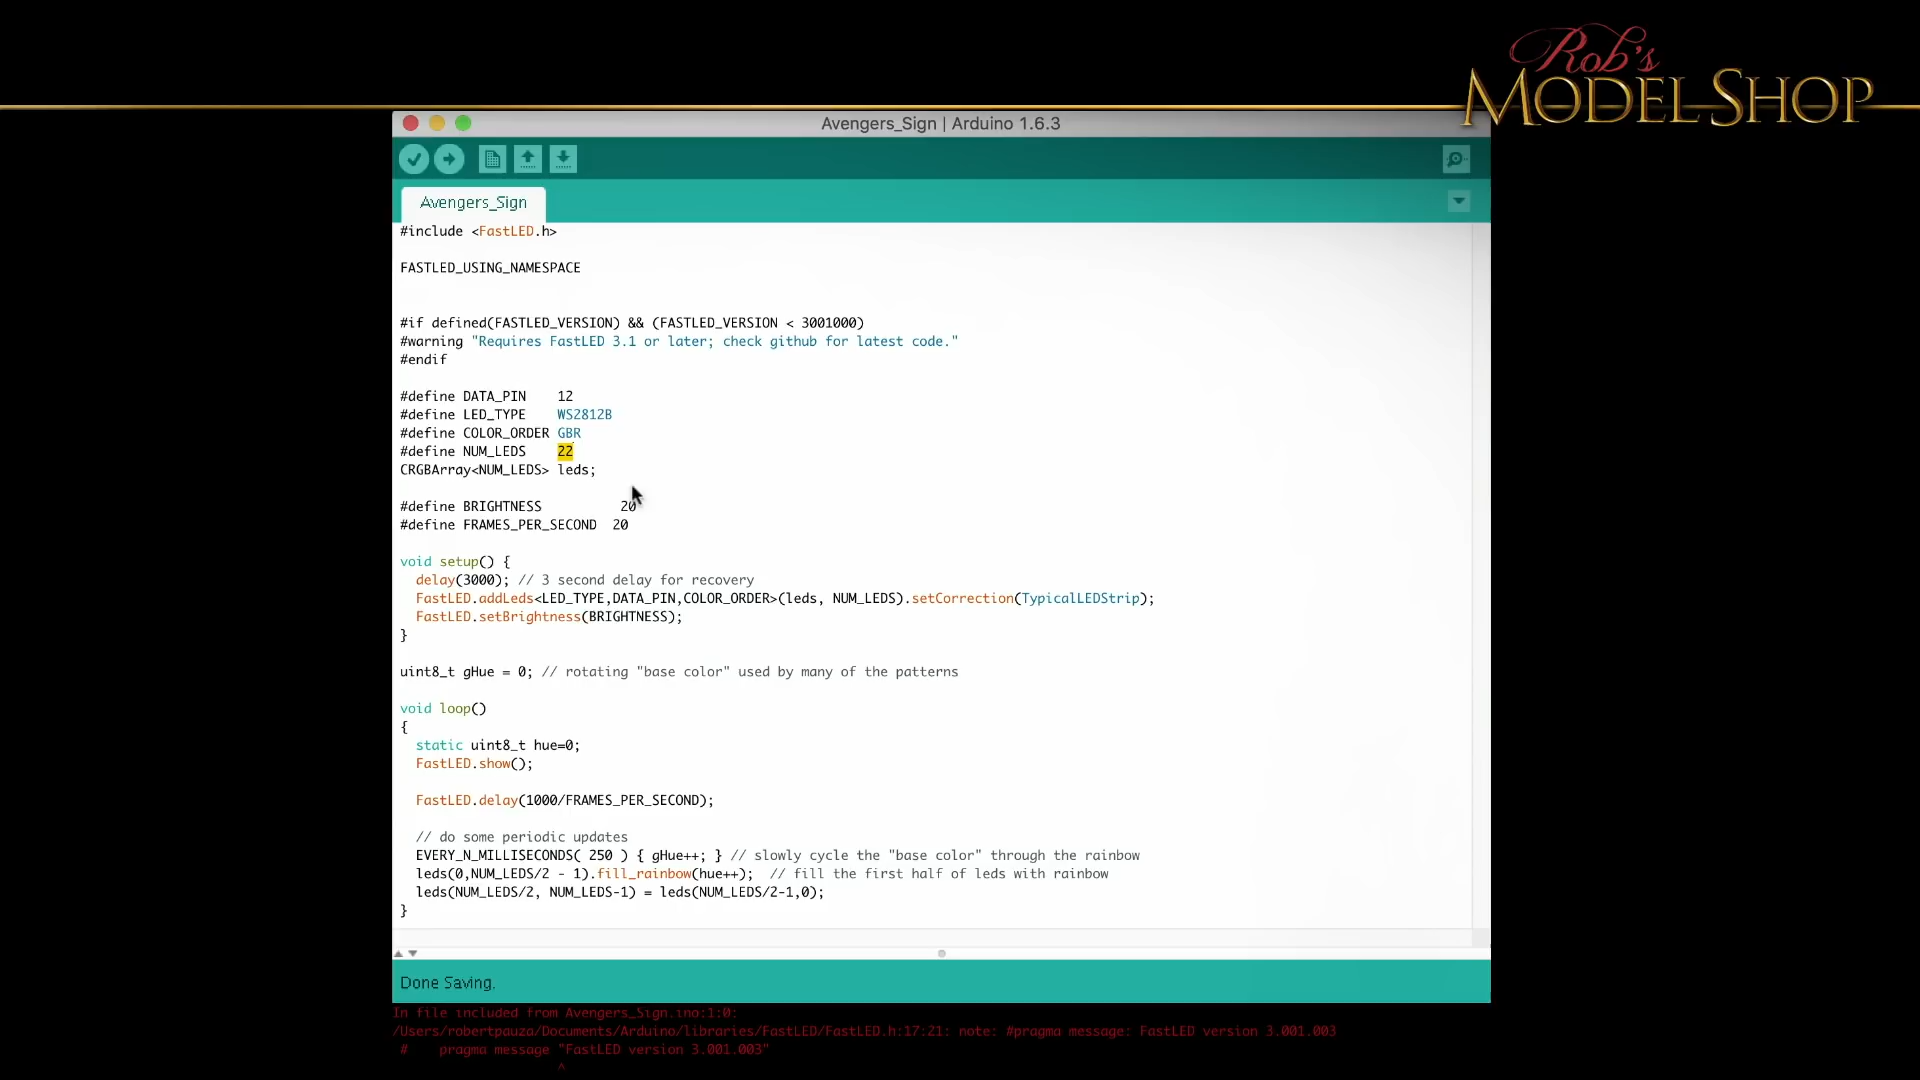 Rob's
MODEL SHOP
Avengers_Sign | Arduino 1.6.3
Avengers_Sign
#include <FastLED.h>
FASTLED_USING_NAMESPACE
#if defined(FASTLED_VERSION) && (FASTLED_VERSION < 3001000)
#warning "Requires FastLED 3.1 or later; check github for latest code."
#endif
#define DATA_PIN    12
#define LED_TYPE    WS2812B
#define COLOR_ORDER GBR
#define NUM_LEDS    22
CRGBArray<NUM_LEDS> leds;
#define BRIGHTNESS          20
#define FRAMES_PER_SECOND  20
void setup() {
  delay(3000); // 3 second delay for recovery
  FastLED.addLeds<LED_TYPE,DATA_PIN,COLOR_ORDER>(leds, NUM_LEDS).setCorrection(TypicalLEDStrip);
  FastLED.setBrightness(BRIGHTNESS);
}
uint8_t gHue = 0; // rotating "base color" used by many of the patterns
void loop()
{
  static uint8_t hue=0;
  FastLED.show();
  FastLED.delay(1000/FRAMES_PER_SECOND);
  // do some periodic updates
  EVERY_N_MILLISECONDS( 250 ) { gHue++; } // slowly cycle the "base color" through the rainbow
  leds(0,NUM_LEDS/2 - 1).fill_rainbow(hue++);  // fill the first half of leds with rainbow
  leds(NUM_LEDS/2, NUM_LEDS-1) = leds(NUM_LEDS/2-1,0);
}
Done Saving.
In file included from Avengers_Sign.ino:1:0:
/Users/robertpauza/Documents/Arduino/libraries/FastLED/FastLED.h:17:21: note: #pragma message: FastLED version 3.001.003
 #    pragma message "FastLED version 3.001.003"
                     ^